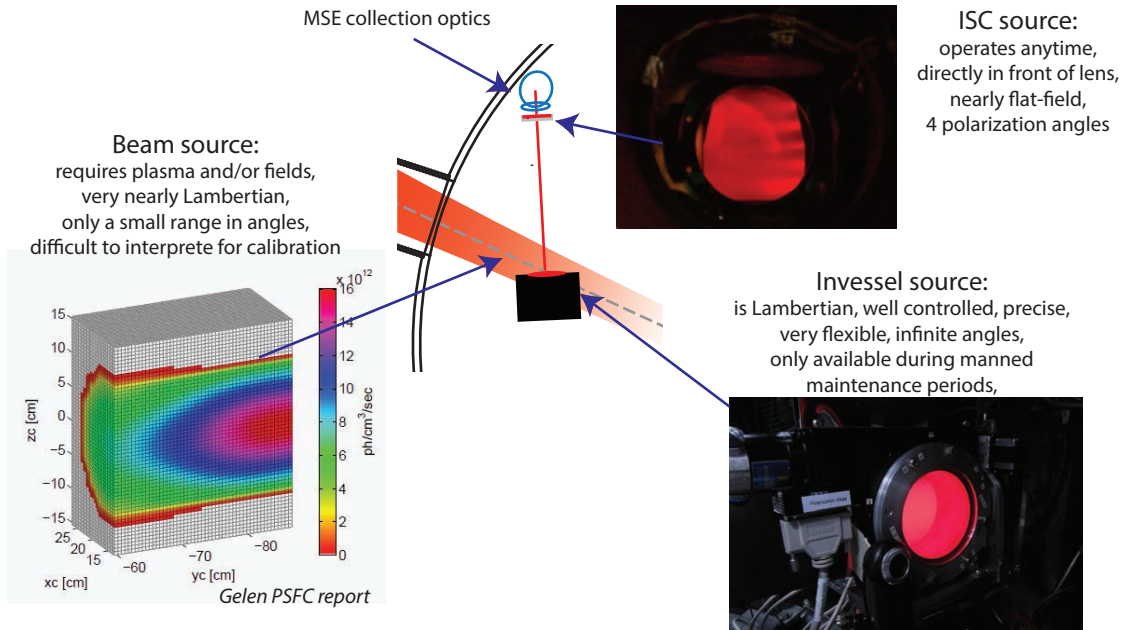 MSE collection optics
ISC source:
operates anytime,
directly in front of lens,
nearly flat-field,
4 polarization angles
Beam source:
requires plasma and/or fields,
very nearly Lambertian,
only a small range in angles,
difficult to interprete for calibration
Invessel source:
is Lambertian, well controlled, precise,
very flexible, infinite angles,
only available during manned
maintenance periods,
x 10^12
16
14
12
10
8
6
4
2
0
ph/cm^3/sec
15
10
5
0
−5
−10
−15
zc [cm]
25
20
15
xc [cm]
−60
−70
−80
yc [cm]
Gelen PSFC report